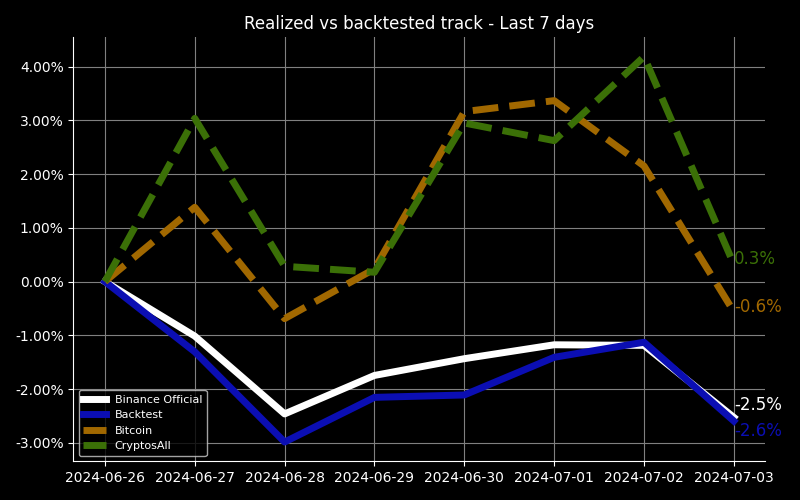 Realized vs backtested track - Last 7 days
4.00%
3.00%
2.00%
1.00%
0.00%
-1.00%
-2.00%
-3.00%
0.3%
-0.6%
-2.5%
-2.6%
Binance Official
Backtest
Bitcoin
CryptosAll
2024-06-26 2024-06-27 2024-06-28 2024-06-29 2024-06-30 2024-07-01 2024-07-02 2024-07-03